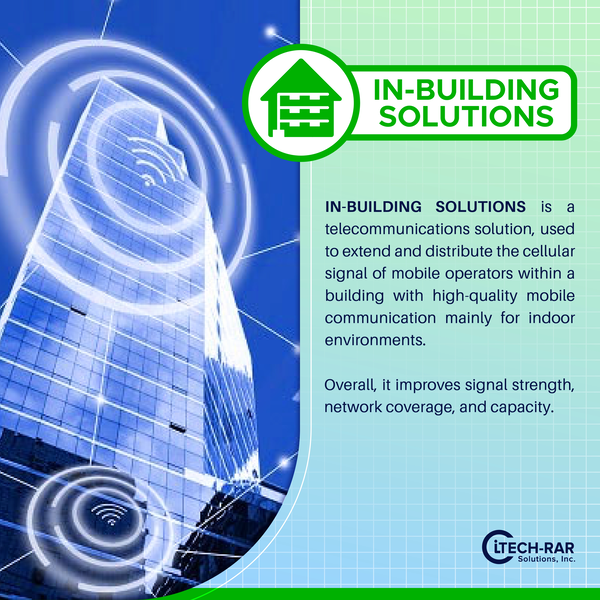 IN-BUILDING
SOLUTIONS
IN-BUILDING SOLUTIONS is a
telecommunications solution, used
to extend and distribute the cellular
signal of mobile operators within a
building with high-quality mobile
communication mainly for indoor
environments.
Overall, it improves signal strength,
network coverage, and capacity.
iTECH-RAR
Solutions, Inc.